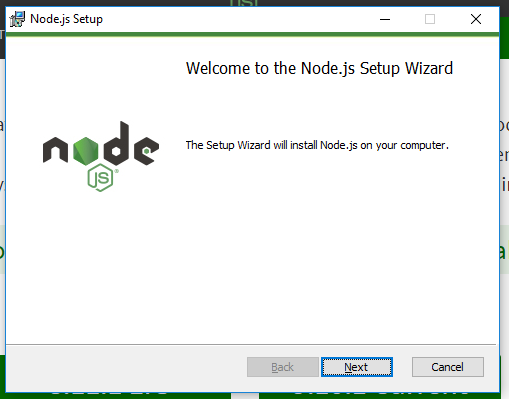 Node.js Setup
Welcome to the Node.js Setup Wizard
node
JS®
The Setup Wizard will install Node.js on your computer.
Back
Next
Cancel